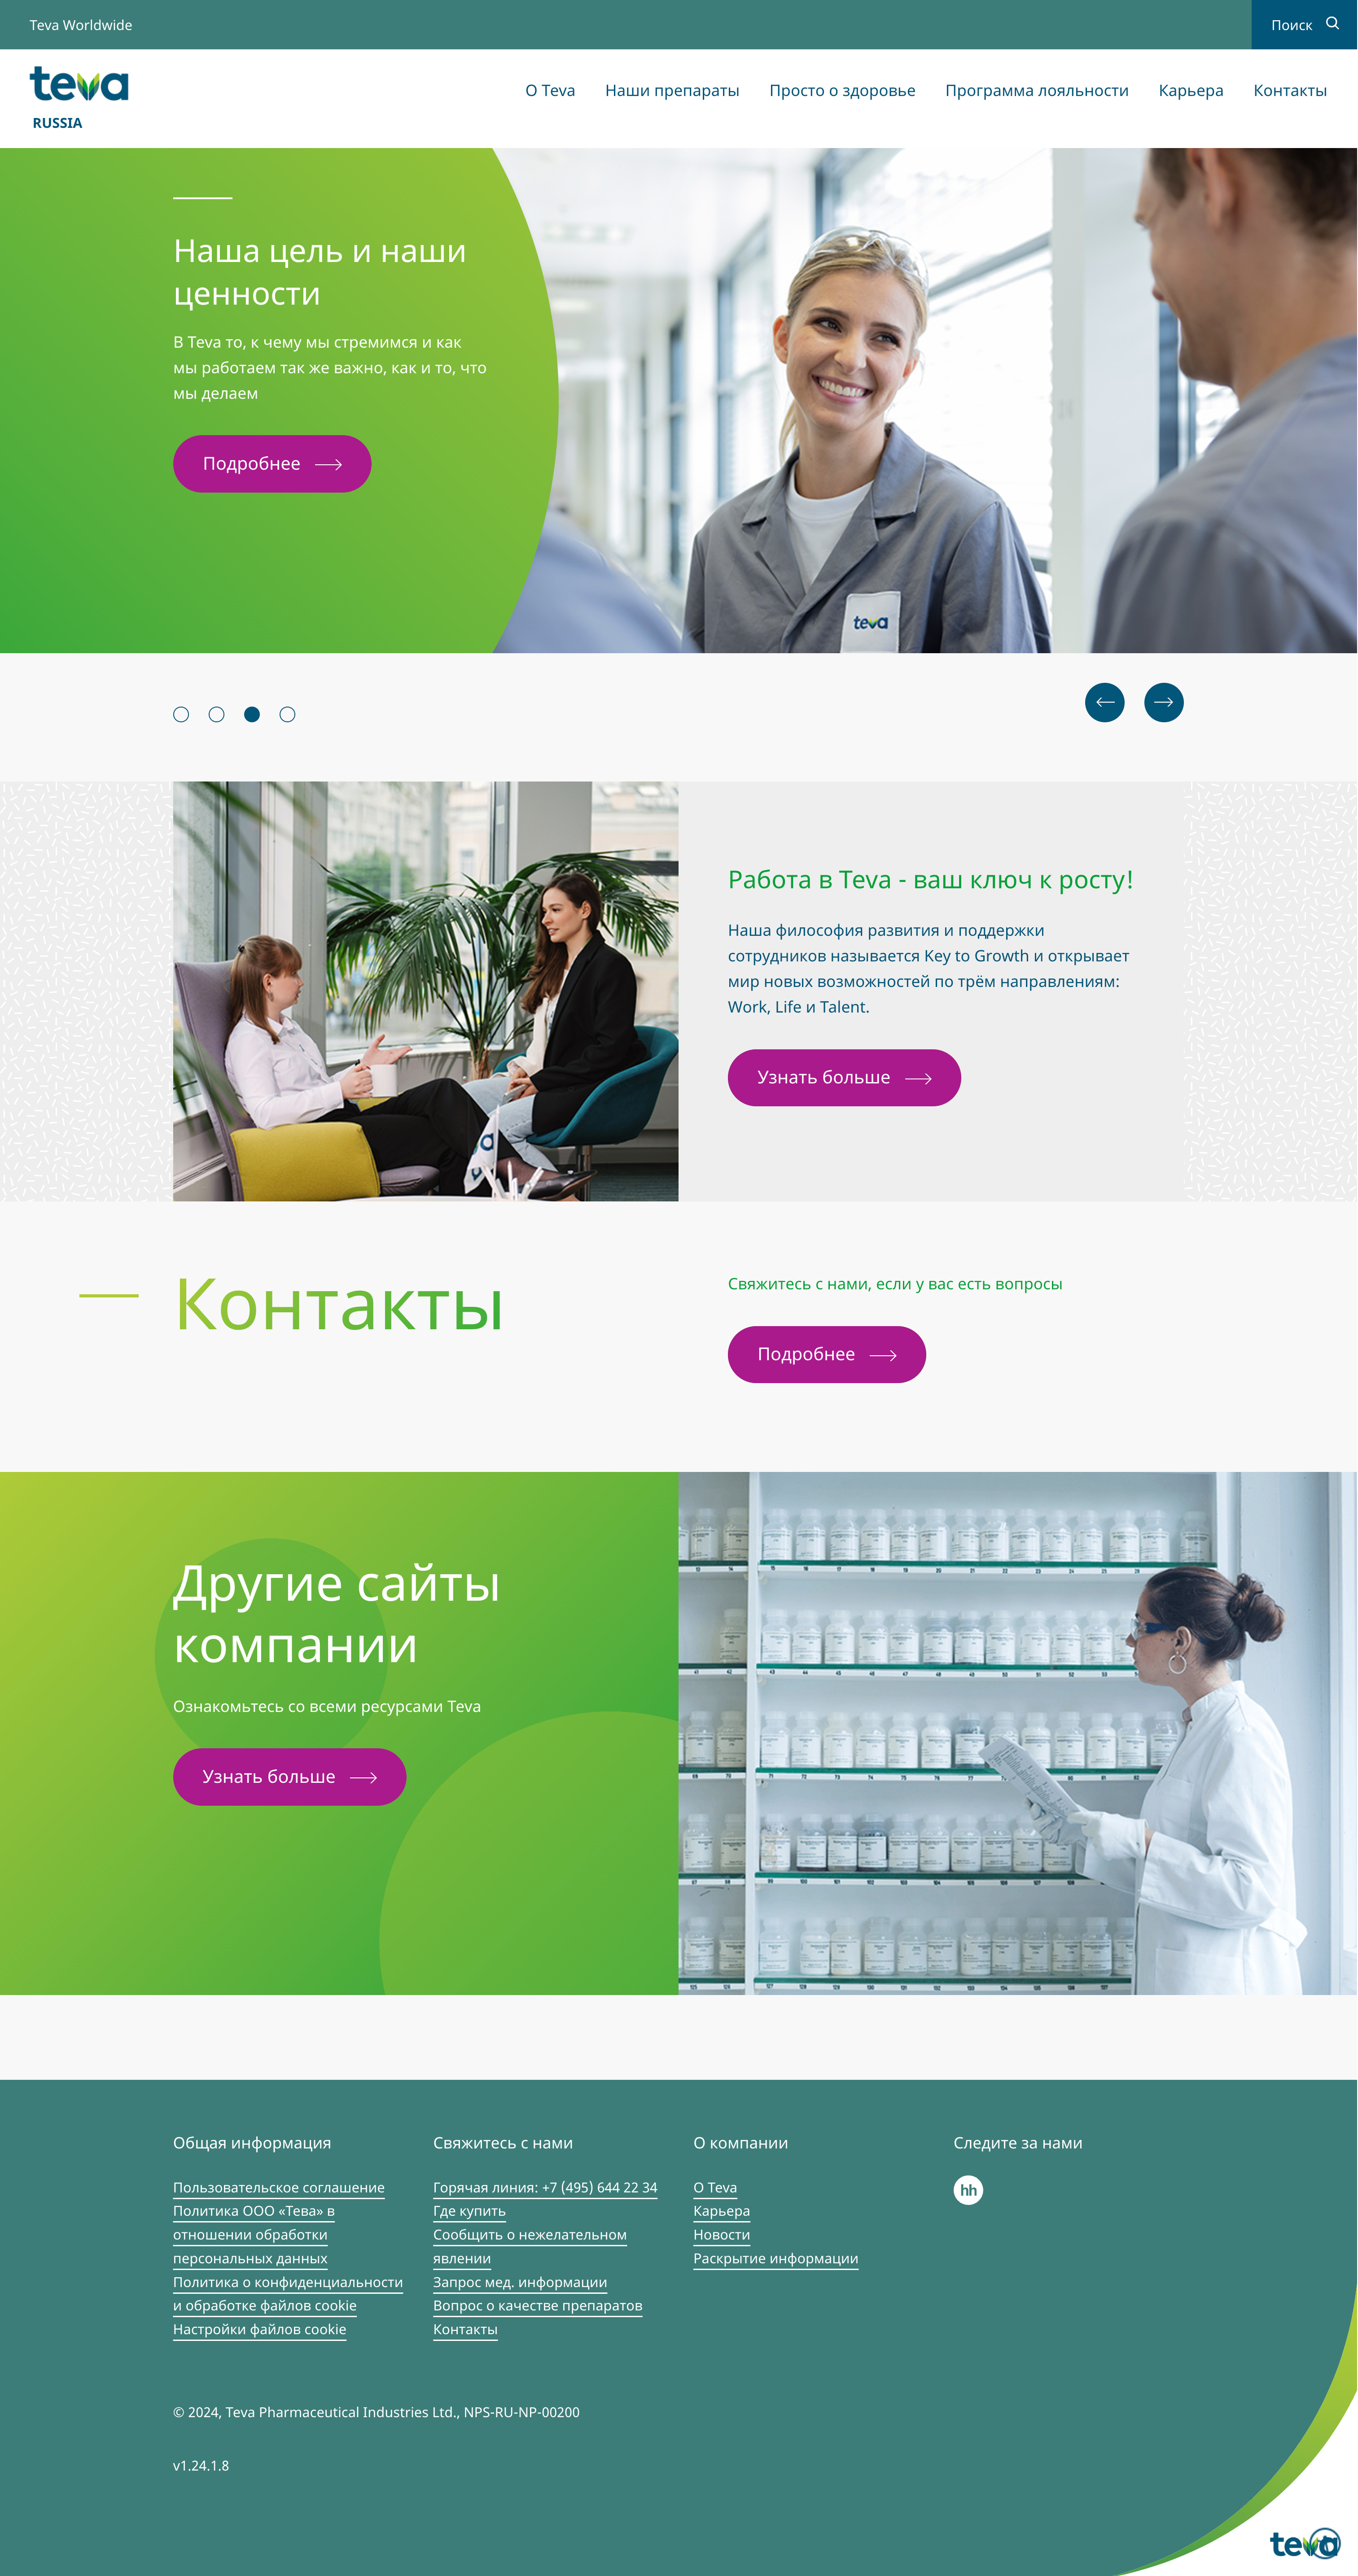 Teva Worldwide
Поиск
teva
RUSSIA
О Teva
Наши препараты
Просто о здоровье
Программа лояльности
Карьера
Контакты
Наша цель и наши
ценности
В Teva то, к чему мы стремимся и как
мы работаем так же важно, как и то, что
мы делаем
Подробнее
teva
Работа в Teva - ваш ключ к росту!
Наша философия развития и поддержки
сотрудников называется Key to Growth и открывает
мир новых возможностей по трём направлениям:
Work, Life и Talent.
Узнать больше
Контакты
Свяжитесь с нами, если у вас есть вопросы
Подробнее
Другие сайты
компании
Ознакомьтесь со всеми ресурсами Teva
Узнать больше
Общая информация
Пользовательское соглашение
Политика ООО «Тева» в
отношении обработки
персональных данных
Политика о конфиденциальности
и обработке файлов cookie
Настройки файлов cookie
Свяжитесь с нами
Горячая линия: +7 (495) 644 22 34
Где купить
Сообщить о нежелательном
явлении
Запрос мед. информации
Вопрос о качестве препаратов
Контакты
О компании
О Teva
Карьера
Новости
Раскрытие информации
Следите за нами
hh
© 2024, Teva Pharmaceutical Industries Ltd., NPS-RU-NP-00200
v1.24.1.8
teva